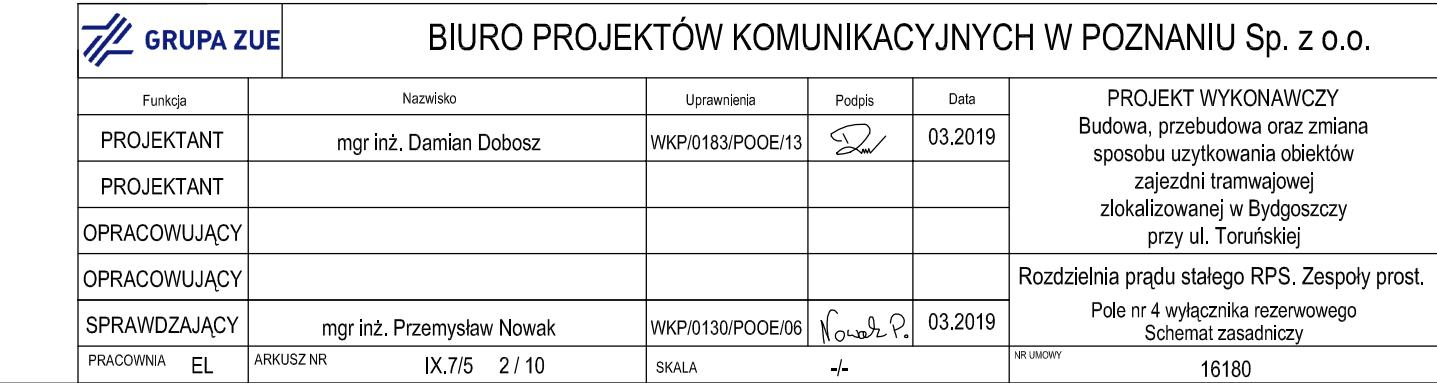 GRUPA ZUE
BIURO PROJEKTÓW KOMUNIKACYJNYCH W POZNANIU Sp. z o.o.
Funkcja Nazwisko Uprawnienia Podpis Data
PROJEKTANT mgr inż. Damian Dobosz WKP/0183/POOE/13 03.2019
PROJEKTANT
OPRACOWUJĄCY
OPRACOWUJĄCY
SPRAWDZAJĄCY mgr inż. Przemysław Nowak WKP/0130/POOE/06 Nowak P. 03.2019
PROJEKT WYKONAWCZY
Budowa, przebudowa oraz zmiana
sposobu uzytkowania obiektów
zajezdni tramwajowej
zlokalizowanej w Bydgoszczy
przy ul. Toruńskiej
Rozdzielnia prądu stałego RPS. Zespoły prost.
Pole nr 4 wyłącznika rezerwowego
Schemat zasadniczy
PRACOWNIA EL ARKUSZ NR IX.7/5 2 / 10 SKALA -/- NR UMOWY 16180